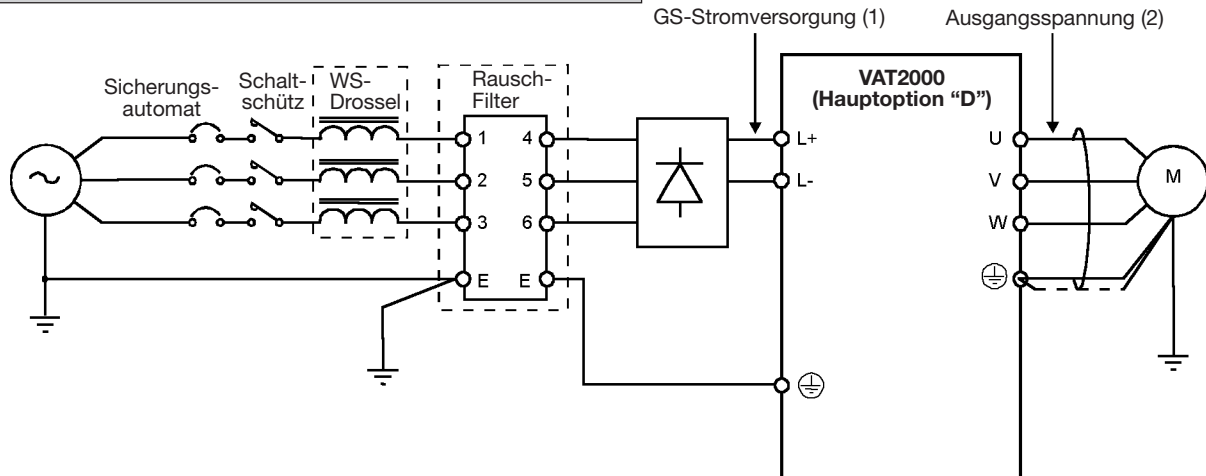 GS-Stromversorgung (1)
Ausgangsspannung (2)
Sicherungs-
automat
Schalt-
schütz
WS-
Drossel
Rausch-
Filter
VAT2000
(Hauptoption “D”)
1
4
L+
U
2
5
L-
V
M
3
6
W
E
E